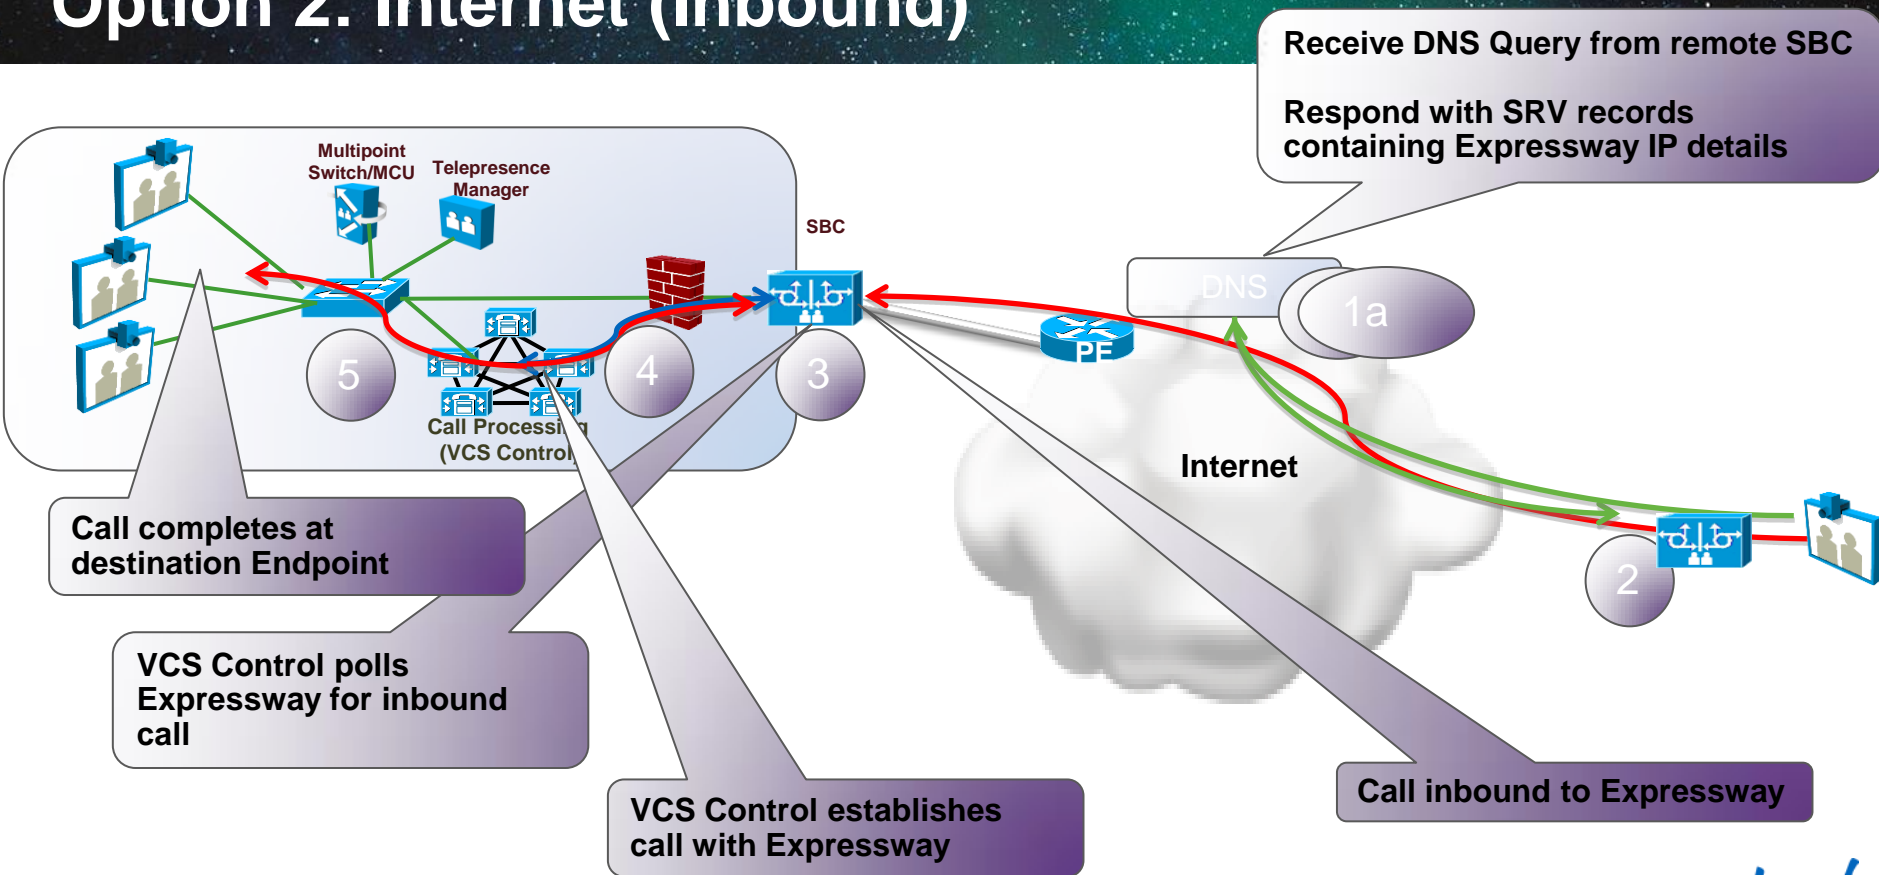 Option 2: Internet (Inbound)
Receive DNS Query from remote SBC
Respond with SRV records
containing Expressway IP details
Multipoint
Switch/MCU
Telepresence
Manager
SBC
DNS
1a
PE
5
4
3
Call Processing
(VCS Control)
Internet
2
Call completes at
destination Endpoint
VCS Control polls
Expressway for inbound
call
VCS Control establishes
call with Expressway
Call inbound to Expressway